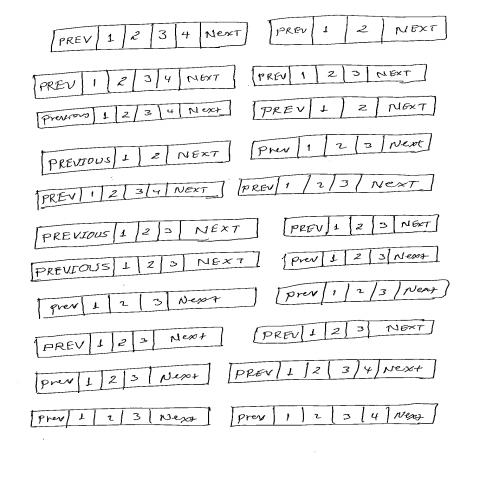 PREV 1 2 3 4 Next PREV 1 2 NEXT
PREV 1 2 3 4 NEXT PREV 1 2 3 NEXT
Previous 1 2 3 4 Next PREV 1 2 NEXT
PREVIOUS 1 2 NEXT Prev 1 2 3 Next
PREV 1 2 3 4 NEXT PREV 1 2 3 NEXT
PREVIOUS 1 2 3 NEXT PREV 1 2 3 NEXT
PREVIOUS 1 2 3 NEXT Prev 1 2 3 Next
Prev 1 2 3 Next Prev 1 2 3 Next
PREV 1 2 3 Next PREV 1 2 3 NEXT
Prev 1 2 3 Next PREV 1 2 3 4 Next
Prev 1 2 3 Next Prev 1 2 3 4 Next